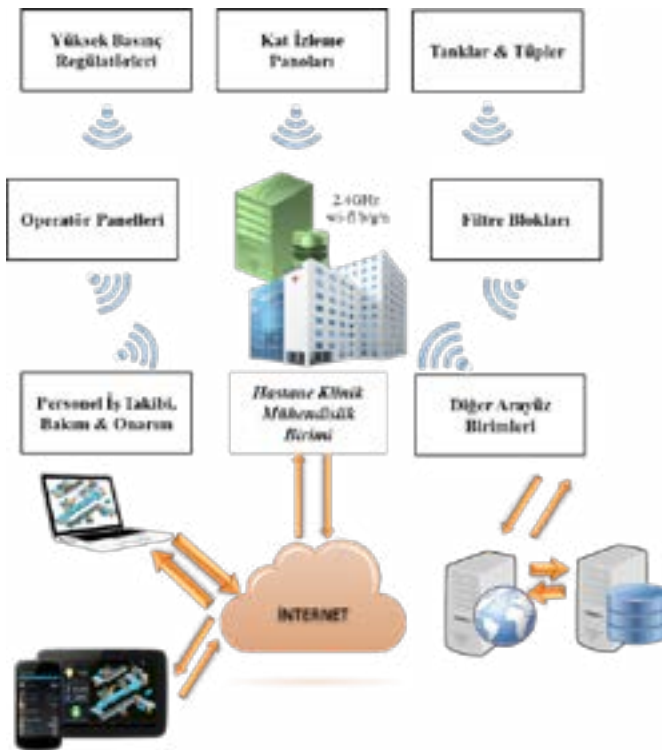 Yüksek Basınç
Regülatörleri
Kat İzleme
Panoları
Tanklar & Tüpler
Operatör Panelleri
2.4GHz
wi-fi b/g/n
Filtre Blokları
Personel İş Takibi,
Bakım & Onarım
Hastane Klinik
Mühendislik
Birimi
Diğer Arayüz
Birimleri
İNTERNET